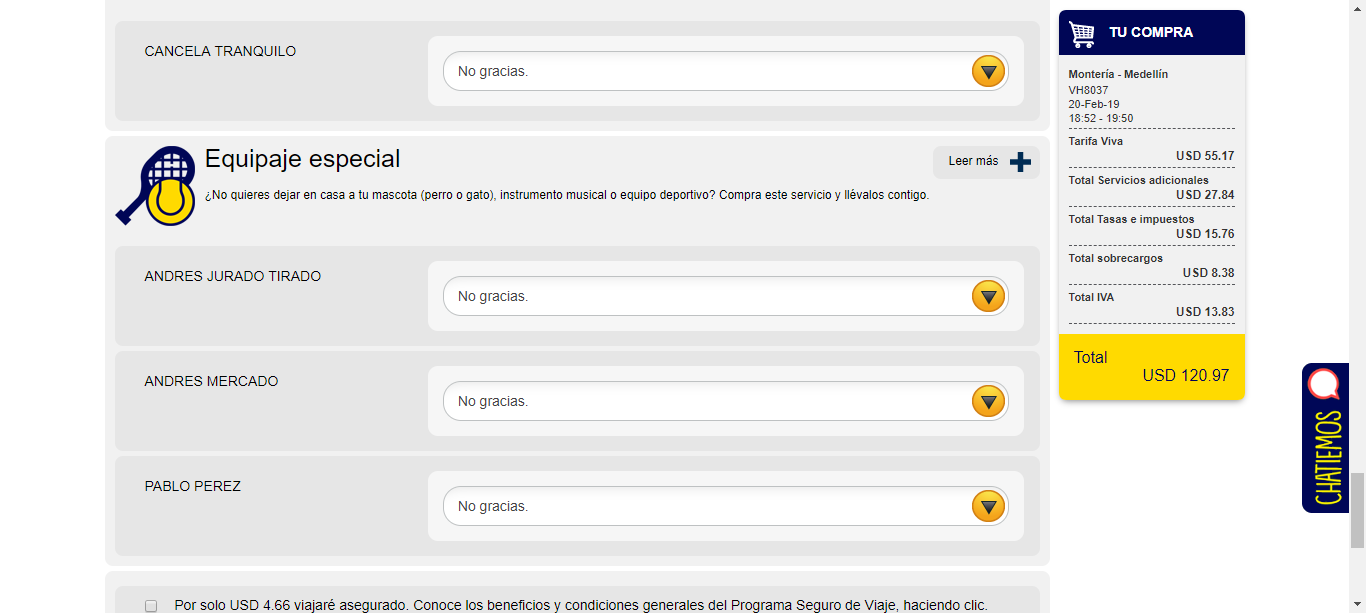 CANCELA TRANQUILO
No gracias.
Equipaje especial
Leer más
¿No quieres dejar en casa a tu mascota (perro o gato), instrumento musical o equipo deportivo? Compra este servicio y llévalos contigo.
ANDRES JURADO TIRADO
No gracias.
ANDRES MERCADO
No gracias.
PABLO PEREZ
No gracias.
Por solo USD 4.66 viajaré asegurado. Conoce los beneficios y condiciones generales del Programa Seguro de Viaje, haciendo clic.
TU COMPRA
Montería - Medellín
VH8037
20-Feb-19
18:52 - 19:50
Tarifa Viva
USD 55.17
Total Servicios adicionales
USD 27.84
Total Tasas e impuestos
USD 15.76
Total sobrecargos
USD 8.38
Total IVA
USD 13.83
Total
USD 120.97
CHATIEMOS